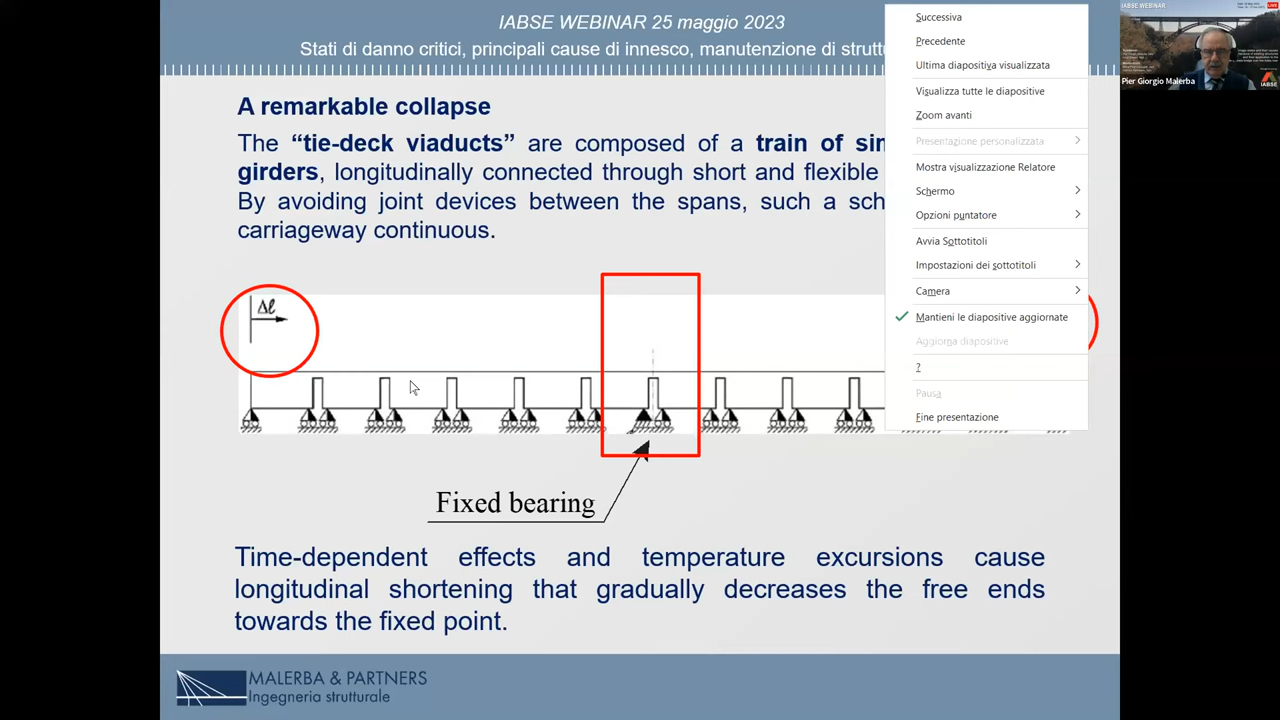 IABSE WEBINAR 25 maggio 2023
Stati di danno critici, principali cause di innesco, manutenzione di
A remarkable collapse
The “tie-deck viaducts” are composed of a train of
girders, longitudinally connected through short and flexible
By avoiding joint devices between the spans, such a
carriageway continuous.
Δℓ
Fixed bearing
Time-dependent effects and temperature excursions cause
longitudinal shortening that gradually decreases the free ends
towards the fixed point.
MALERBA & PARTNERS
Ingegneria strutturale
Successiva
Precedente
Ultima diapositiva visualizzata
Visualizza tutte le diapositive
Zoom avanti
Presentazione personalizzata
Mostra visualizzazione Relatore
Schermo
Opzioni puntatore
Avvia Sottotitoli
Impostazioni dei sottotitoli
Camera
Mantieni le diapositive aggiornate
Aggiorna diapositive
?
Pausa
Fine presentazione
IABSE WEBINAR
LIVE
Pier Giorgio Malerba